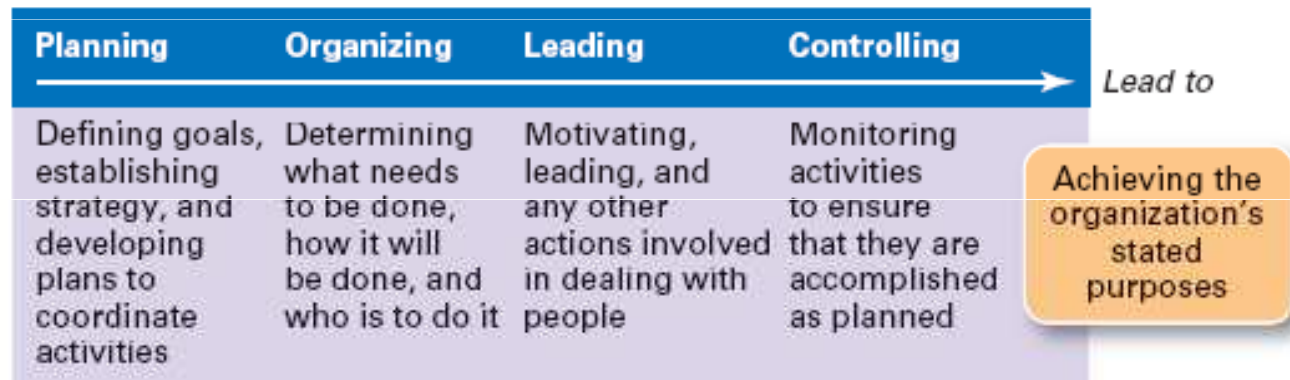 Planning
Organizing
Leading
Controlling
Lead to
Defining goals,
establishing
strategy, and
developing
plans to
coordinate
activities
Determining
what needs
to be done,
how it will
be done, and
who is to do it
Motivating,
leading, and
any other
actions involved
in dealing with
people
Monitoring
activities
to ensure
that they are
accomplished
as planned
Achieving the
organization's
stated
purposes